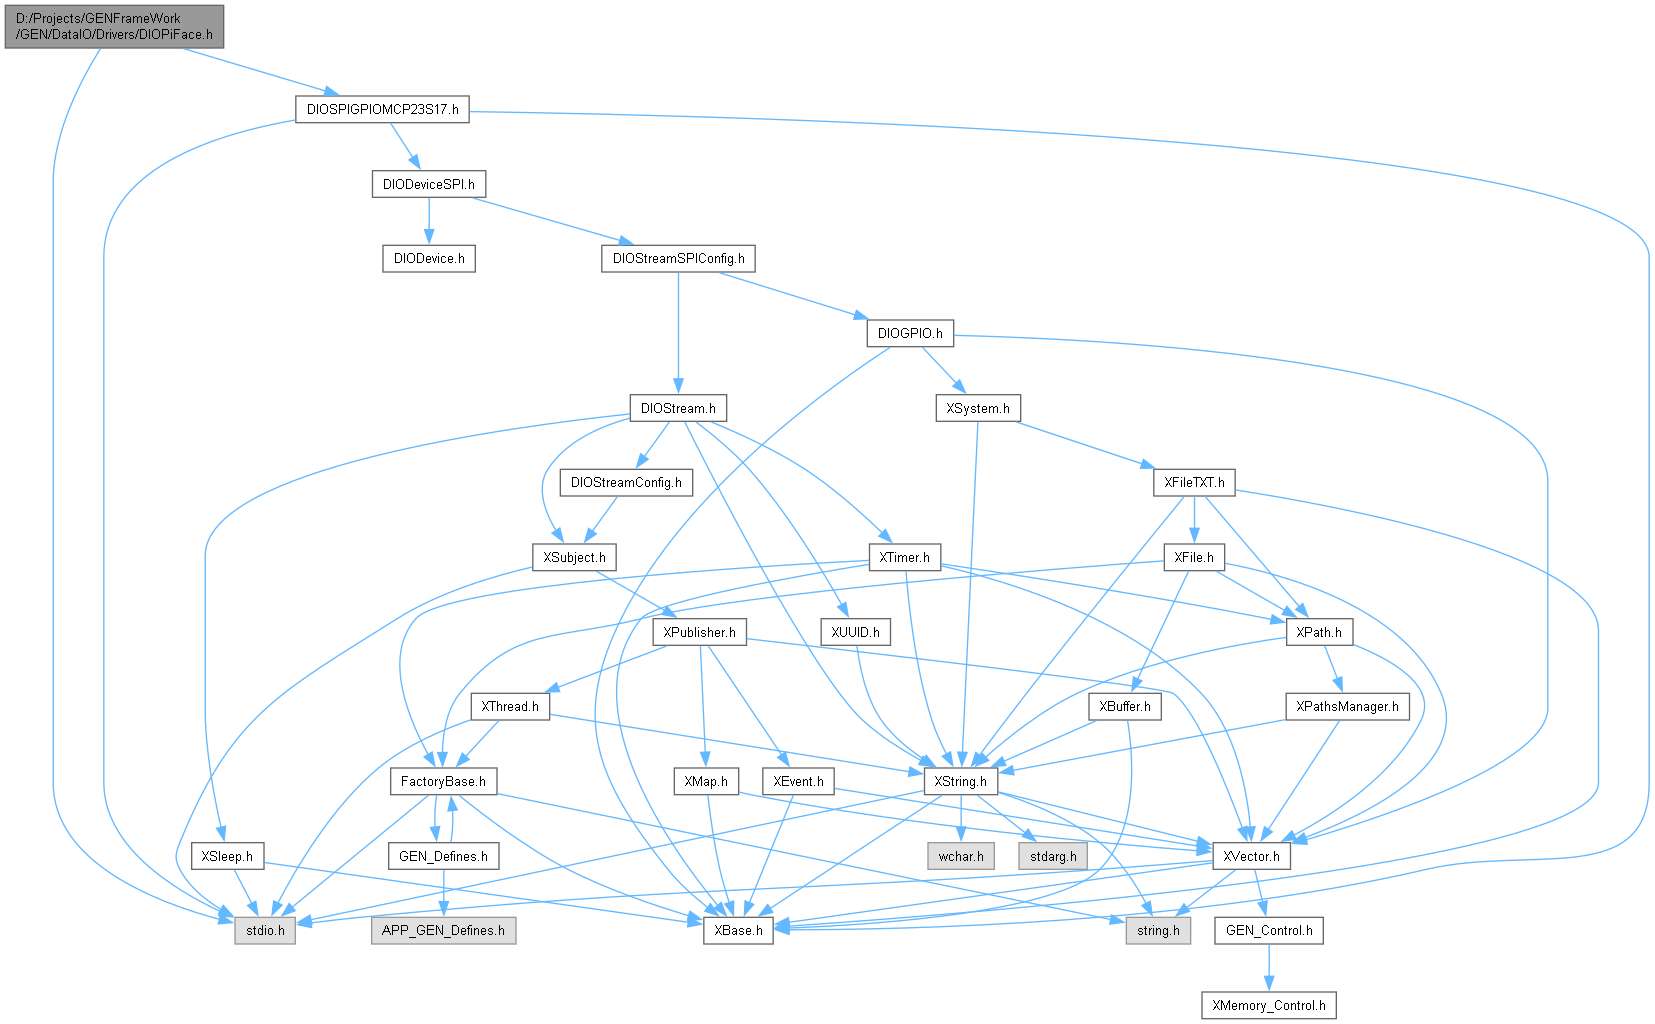 D:/Projects/GENFrameWork
/GEN/DataIO/Drivers/DIOPiFace.h
DIOSPIGPIOMCP23S17.h
DIODeviceSPI.h
DIODevice.h
DIOStreamSPIConfig.h
DIOGPIO.h
DIOStream.h
XSystem.h
DIOStreamConfig.h
XFileTXT.h
XSubject.h
XTimer.h
XFile.h
XPublisher.h
XUUID.h
XPath.h
XThread.h
XBuffer.h
XPathsManager.h
FactoryBase.h
XMap.h
XEvent.h
XString.h
XSleep.h
GEN_Defines.h
wchar.h
stdarg.h
XVector.h
stdio.h
APP_GEN_Defines.h
XBase.h
string.h
GEN_Control.h
XMemory_Control.h